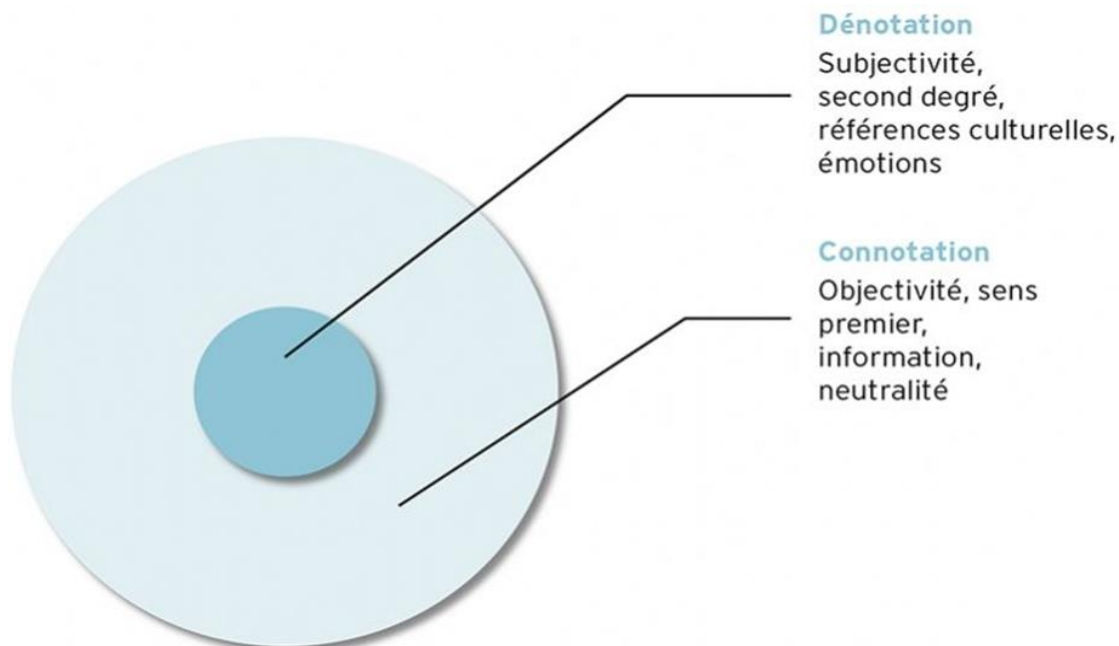 Dénotation
Subjectivité,
second degré,
références culturelles,
émotions
Connotation
Objectivité, sens
premier,
information,
neutralité